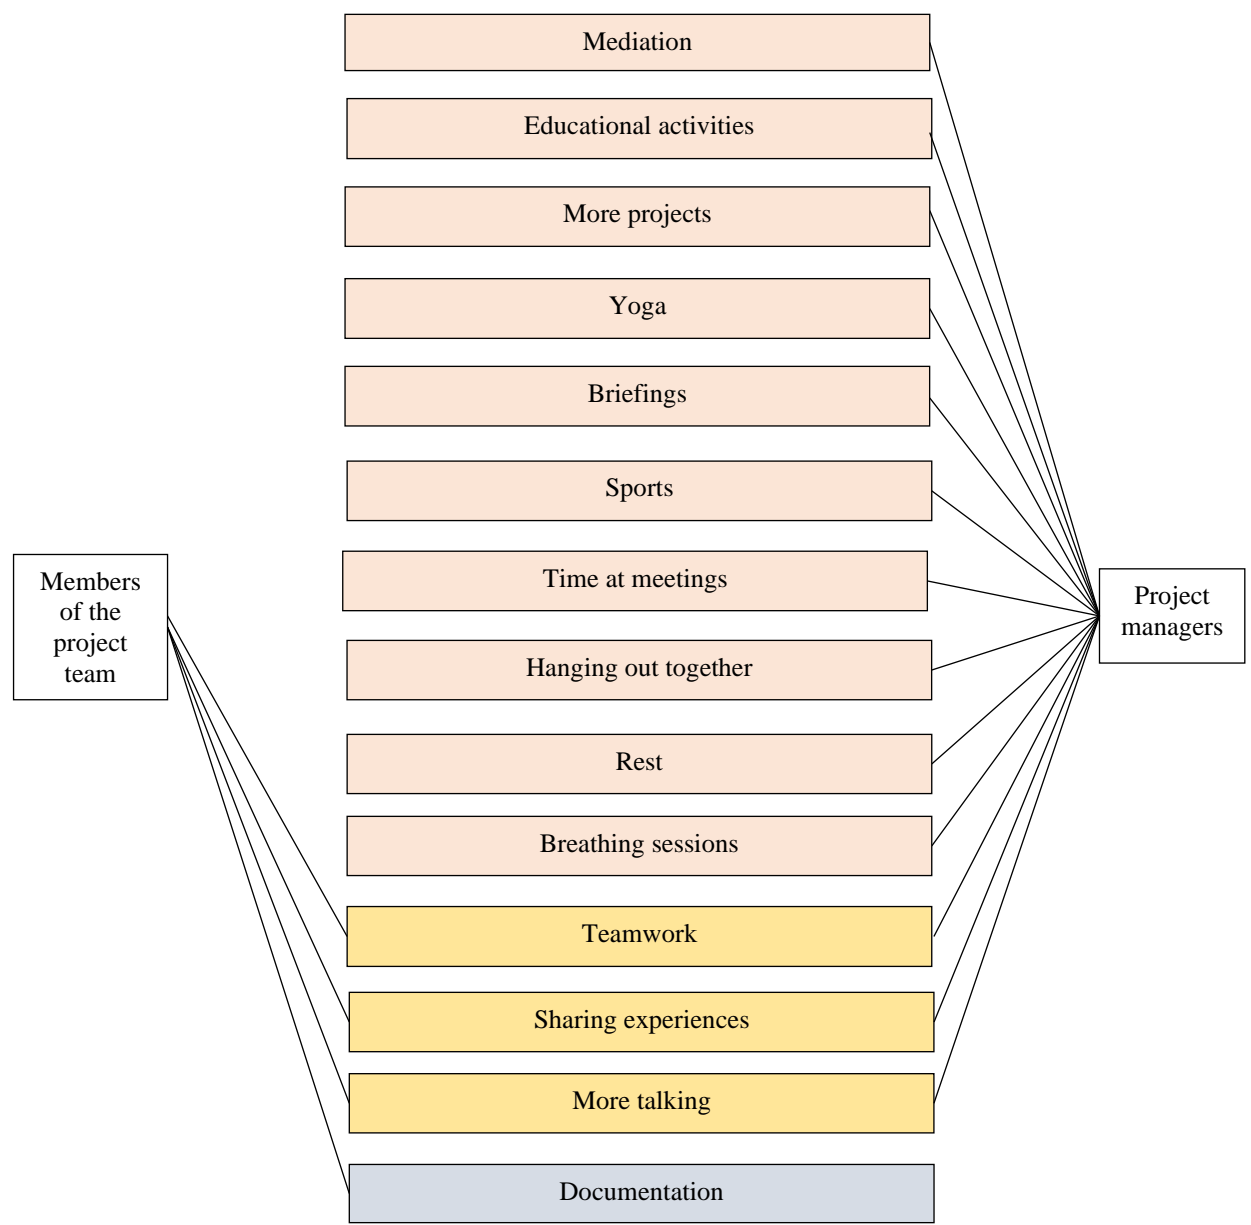 Mediation
Educational activities
More projects
Yoga
Briefings
Sports
Time at meetings
Hanging out together
Rest
Breathing sessions
Teamwork
Sharing experiences
More talking
Documentation
Members
of the
project
team
Project
managers